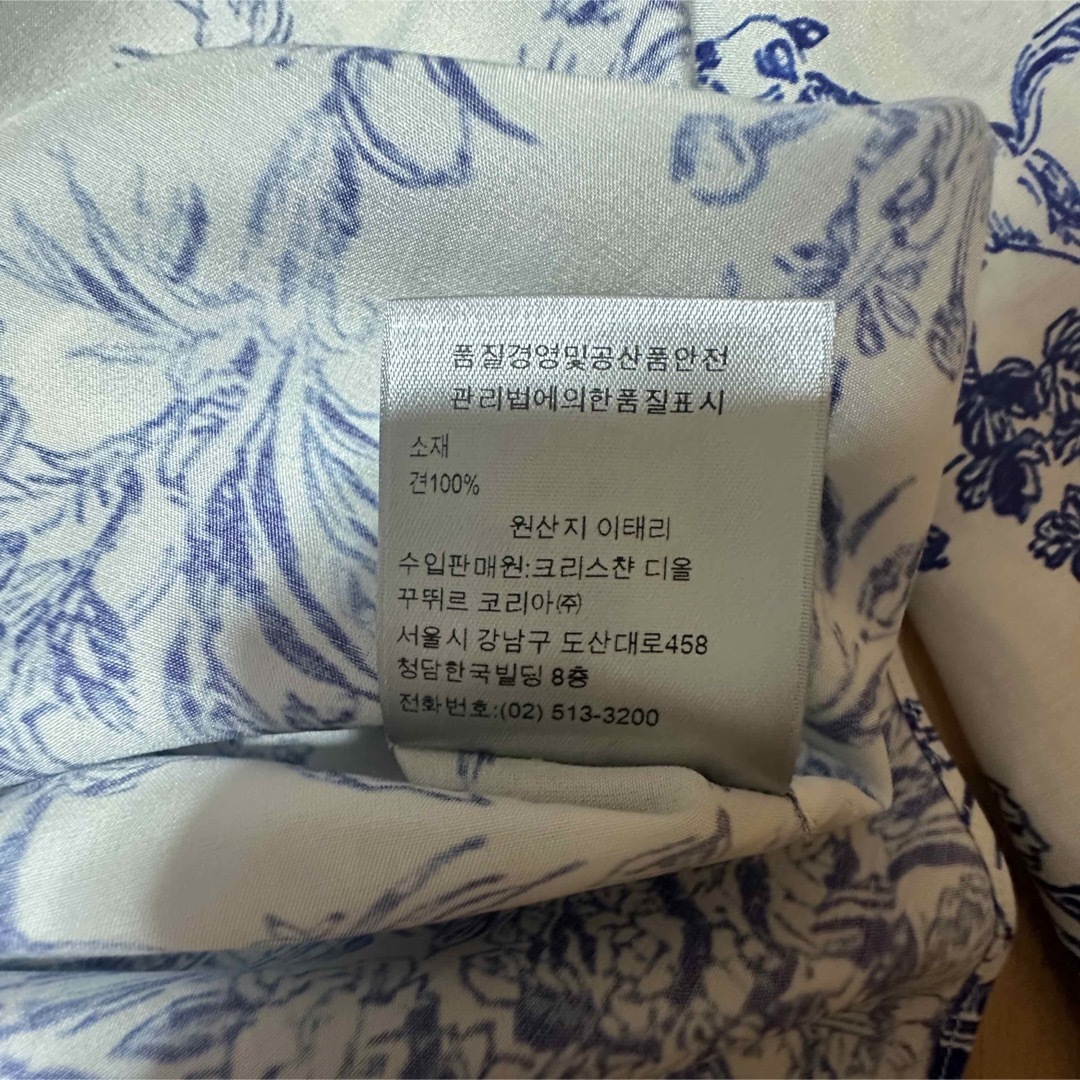 품질경영및공산품안전
관리법에의한품질표시
소재
견100%
원산지 이태리
수입판매원:크리스챤 디올
꾸뛰르 코리아㈜
서울시 강남구 도산대로458
청담한국빌딩 8층
전화번호:(02) 513-3200